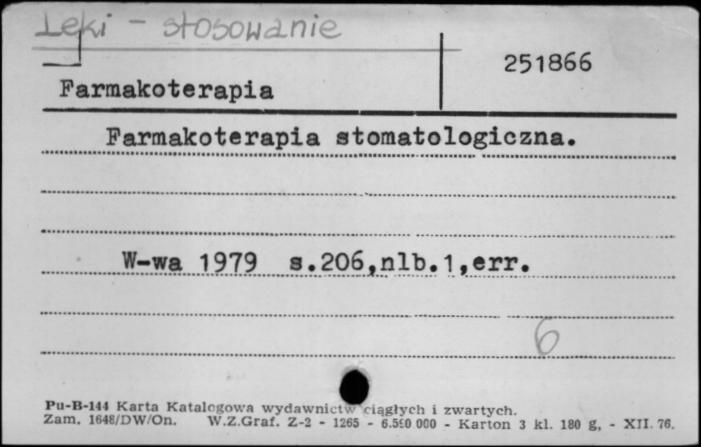 Leki - stosowanie
251866
Farmakoterapia
Farmakoterapia stomatologiczna.
W-wa 1979 s.206,nlb.1,err.
6
Pu-B-144 Karta Katalogowa wydawnictw ciągłych i zwartych.
Zam. 1648/DW/On. W.Z.Graf. Z-2 - 1265 - 6.550 000 - Karton 3 kl. 180 g, - XII. 76.